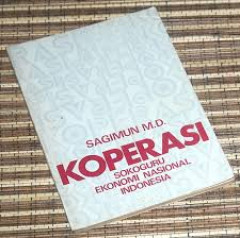 SAGIMUN M.D.
KOPERASI
SOKOGURU
EKONOMI NASIONAL
INDONESIA